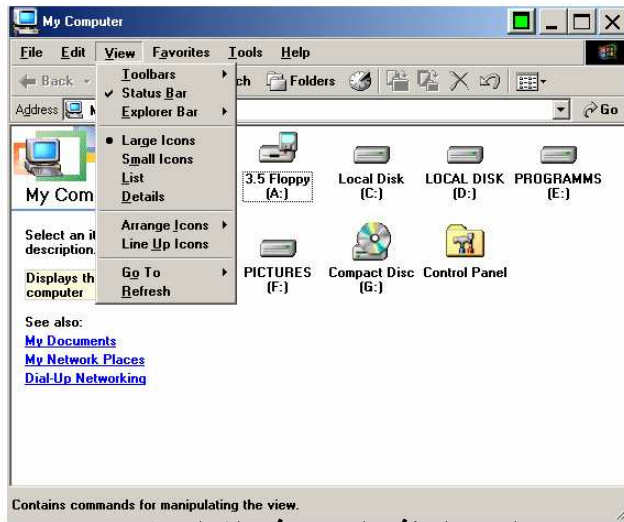 My Computer
File Edit View Favorites Tools Help
Back ch Folders
Address Go
Toolbars
Status Bar
Explorer Bar
Large Icons
Small Icons
List
Details
Arrange Icons
Line Up Icons
Go To
Refresh
My Com
Select an it
description.
Displays th
computer
See also:
My Documents
My Network Places
Dial-Up Networking
3.5 Floppy (A:)
Local Disk (C:)
LOCAL DISK (D:)
PROGRAMMS (E:)
PICTURES (F:)
Compact Disc (G:)
Control Panel
Contains commands for manipulating the view.